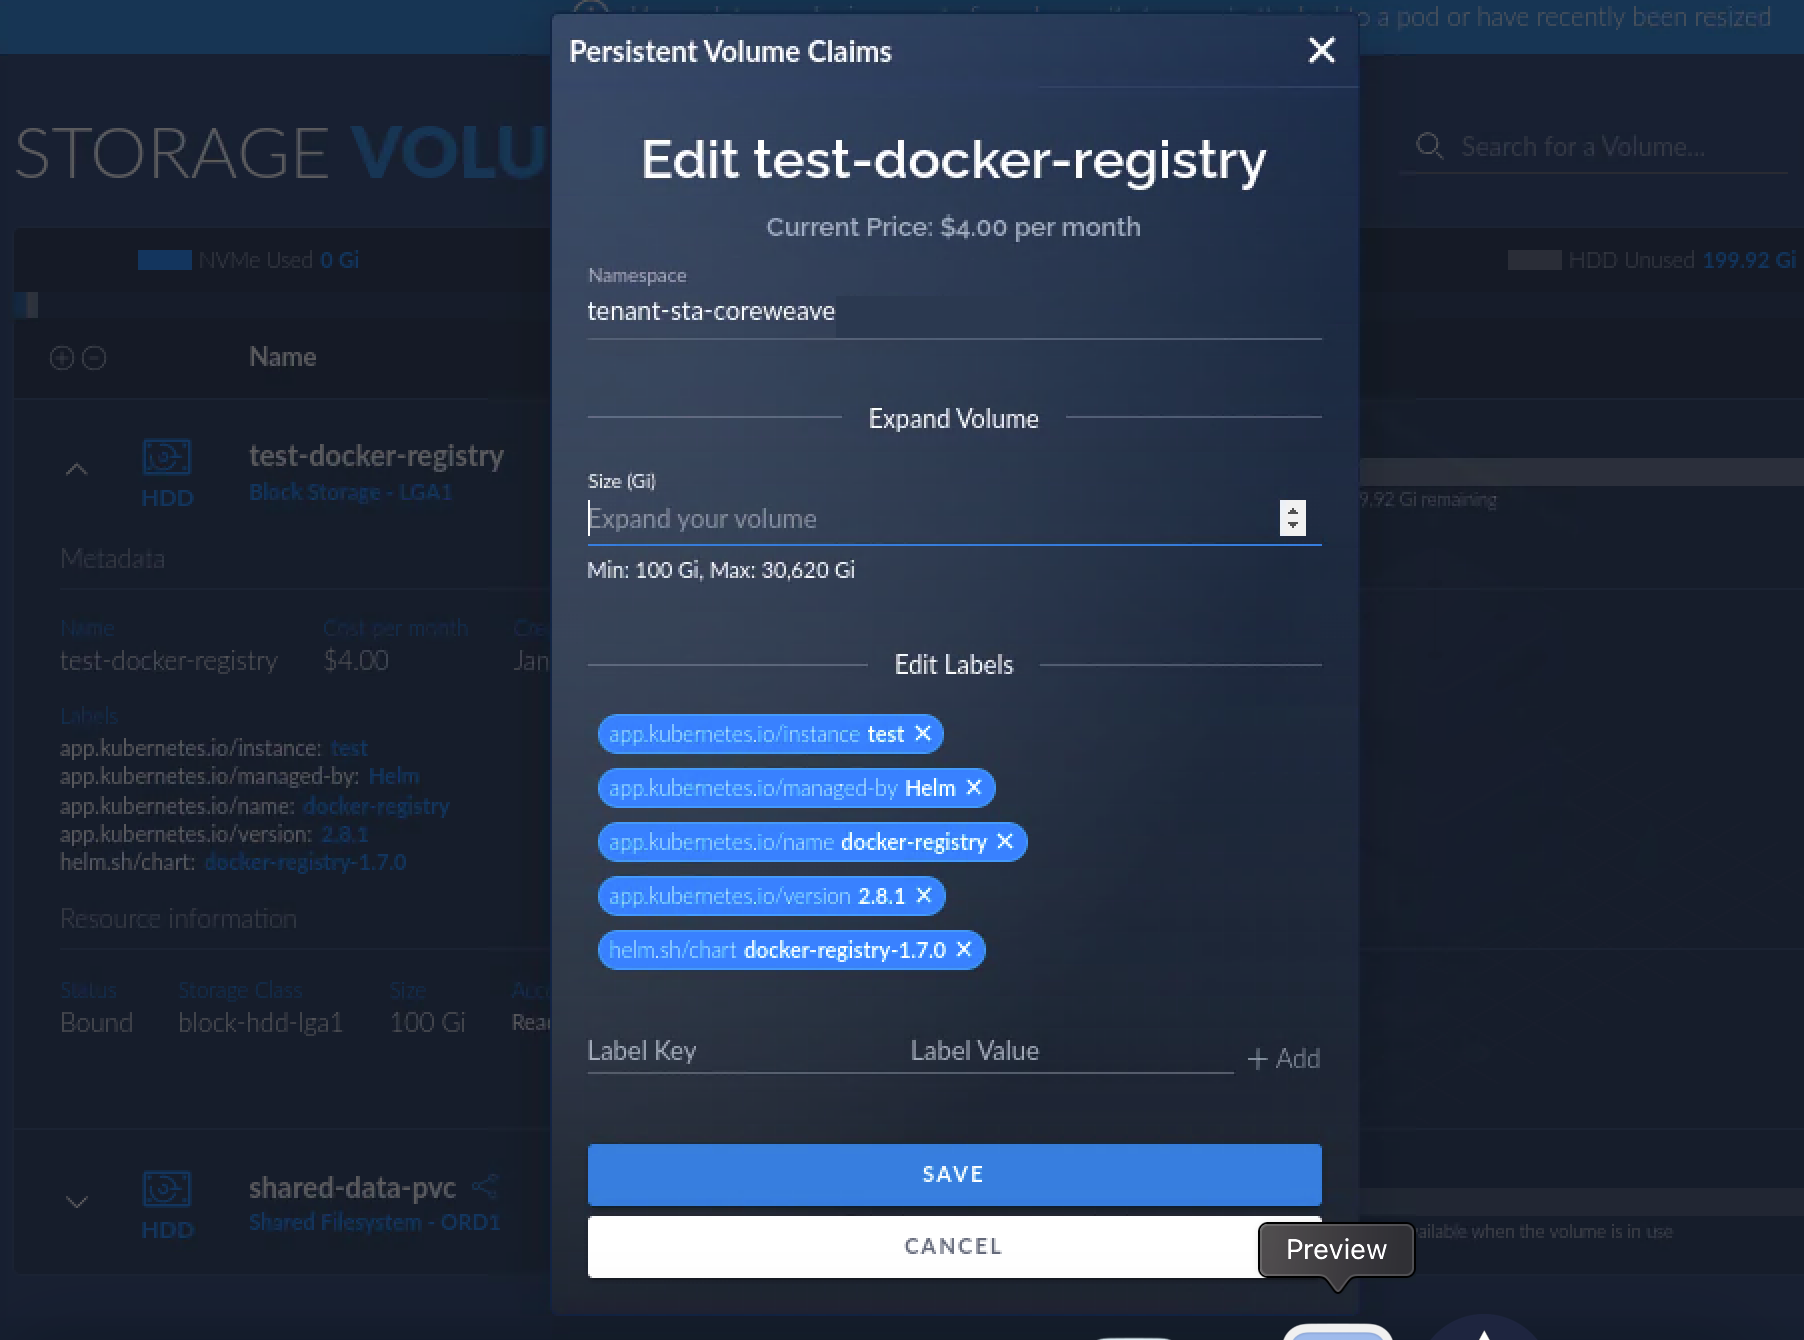 to a pod or have recently been resized
Persistent Volume Claims
STORAGE VOLU
Search for a Volume...
Edit test-docker-registry
Current Price: $4.00 per month
NVMe Used 0 Gi
HDD Unused 199.92 Gi
Namespace
tenant-sta-coreweave
Name
Expand Volume
test-docker-registry
Block Storage - LGA1
HDD
Size (Gi)
Expand your volume
9.92 Gi remaining
Min: 100 Gi, Max: 30,620 Gi
Metadata
Name
Cost per month
Cre
test-docker-registry
$4.00
Jan
Labels
app.kubernetes.io/instance: test
app.kubernetes.io/managed-by: Helm
app.kubernetes.io/name: docker-registry
app.kubernetes.io/version: 2.8.1
helm.sh/chart: docker-registry-1.7.0
Edit Labels
app.kubernetes.io/instance test
app.kubernetes.io/managed-by Helm
app.kubernetes.io/name docker-registry
app.kubernetes.io/version 2.8.1
helm.sh/chart docker-registry-1.7.0
Resource information
Status
Storage Class
Size
Acc
Bound
block-hdd-lga1
100 Gi
Read
Label Key
Label Value
+ Add
SAVE
CANCEL
shared-data-pvc
Shared Filesystem - ORD1
HDD
ailable when the volume is in use
Preview